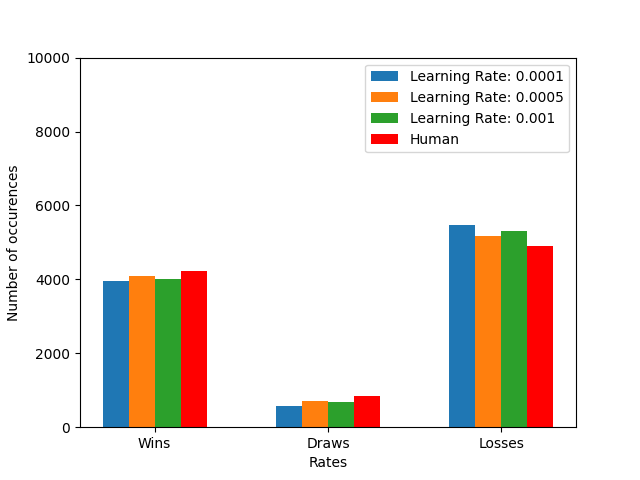 10000
8000
6000
4000
2000
0
Number of occurences
Learning Rate: 0.0001
Learning Rate: 0.0005
Learning Rate: 0.001
Human
Wins
Draws
Losses
Rates